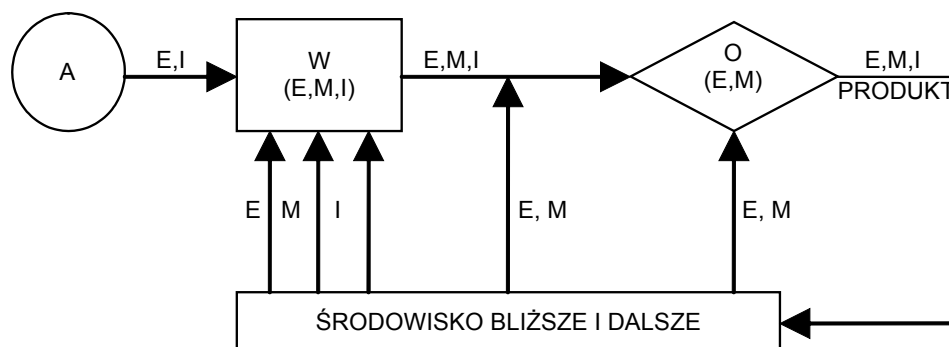 A
E,I
W
(E,M,I)
E,M,I
O
(E,M)
E,M,I
PRODUKT
E
M
I
E, M
E, M
ŚRODOWISKO BLIŻSZE I DALSZE